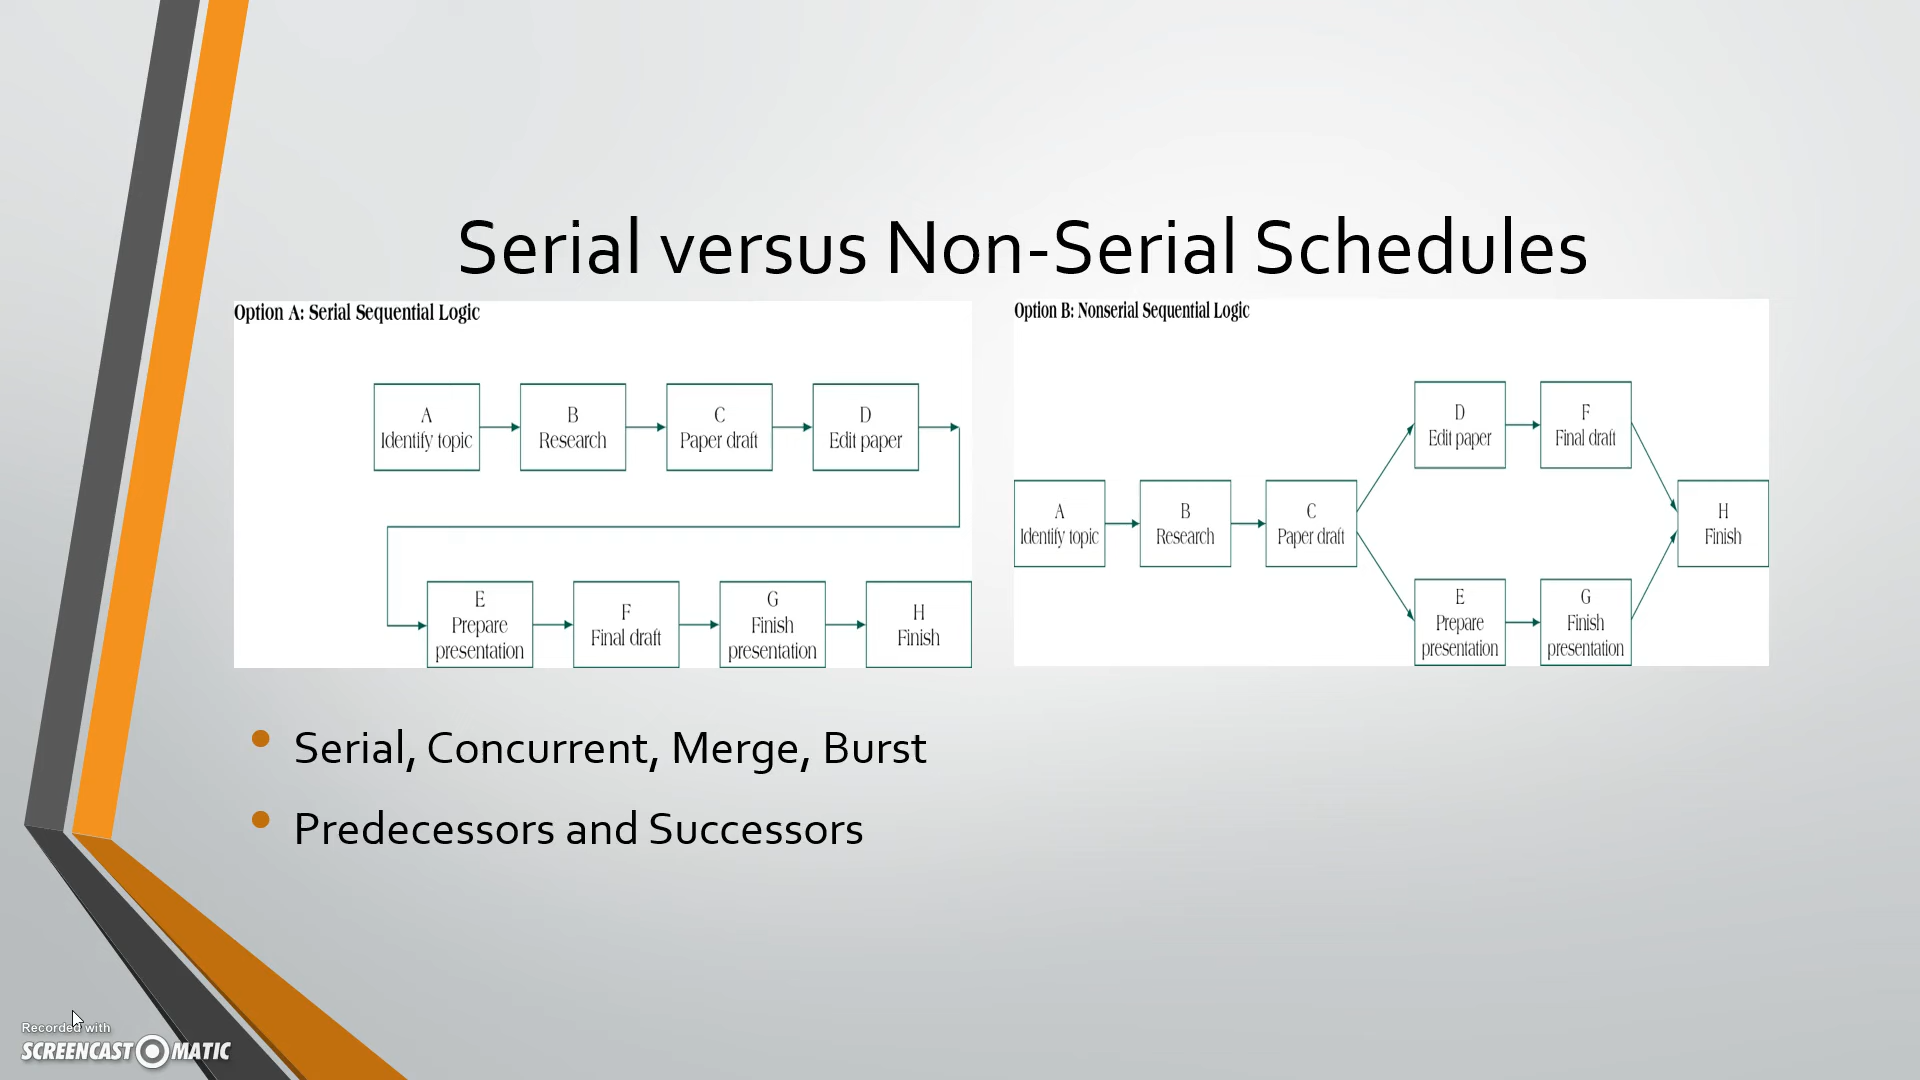 Serial versus Non-Serial Schedules
Option A: Serial Sequential Logic
A
Identify topic
B
Research
C
Paper draft
D
Edit paper
E
Prepare
presentation
F
Final draft
G
Finish
presentation
H
Finish
Option B: Nonserial Sequential Logic
A
Identify topic
B
Research
C
Paper draft
D
Edit paper
F
Final draft
E
Prepare
presentation
G
Finish
presentation
H
Finish
Serial, Concurrent, Merge, Burst
Predecessors and Successors
Recorded with
SCREENCAST MATIC